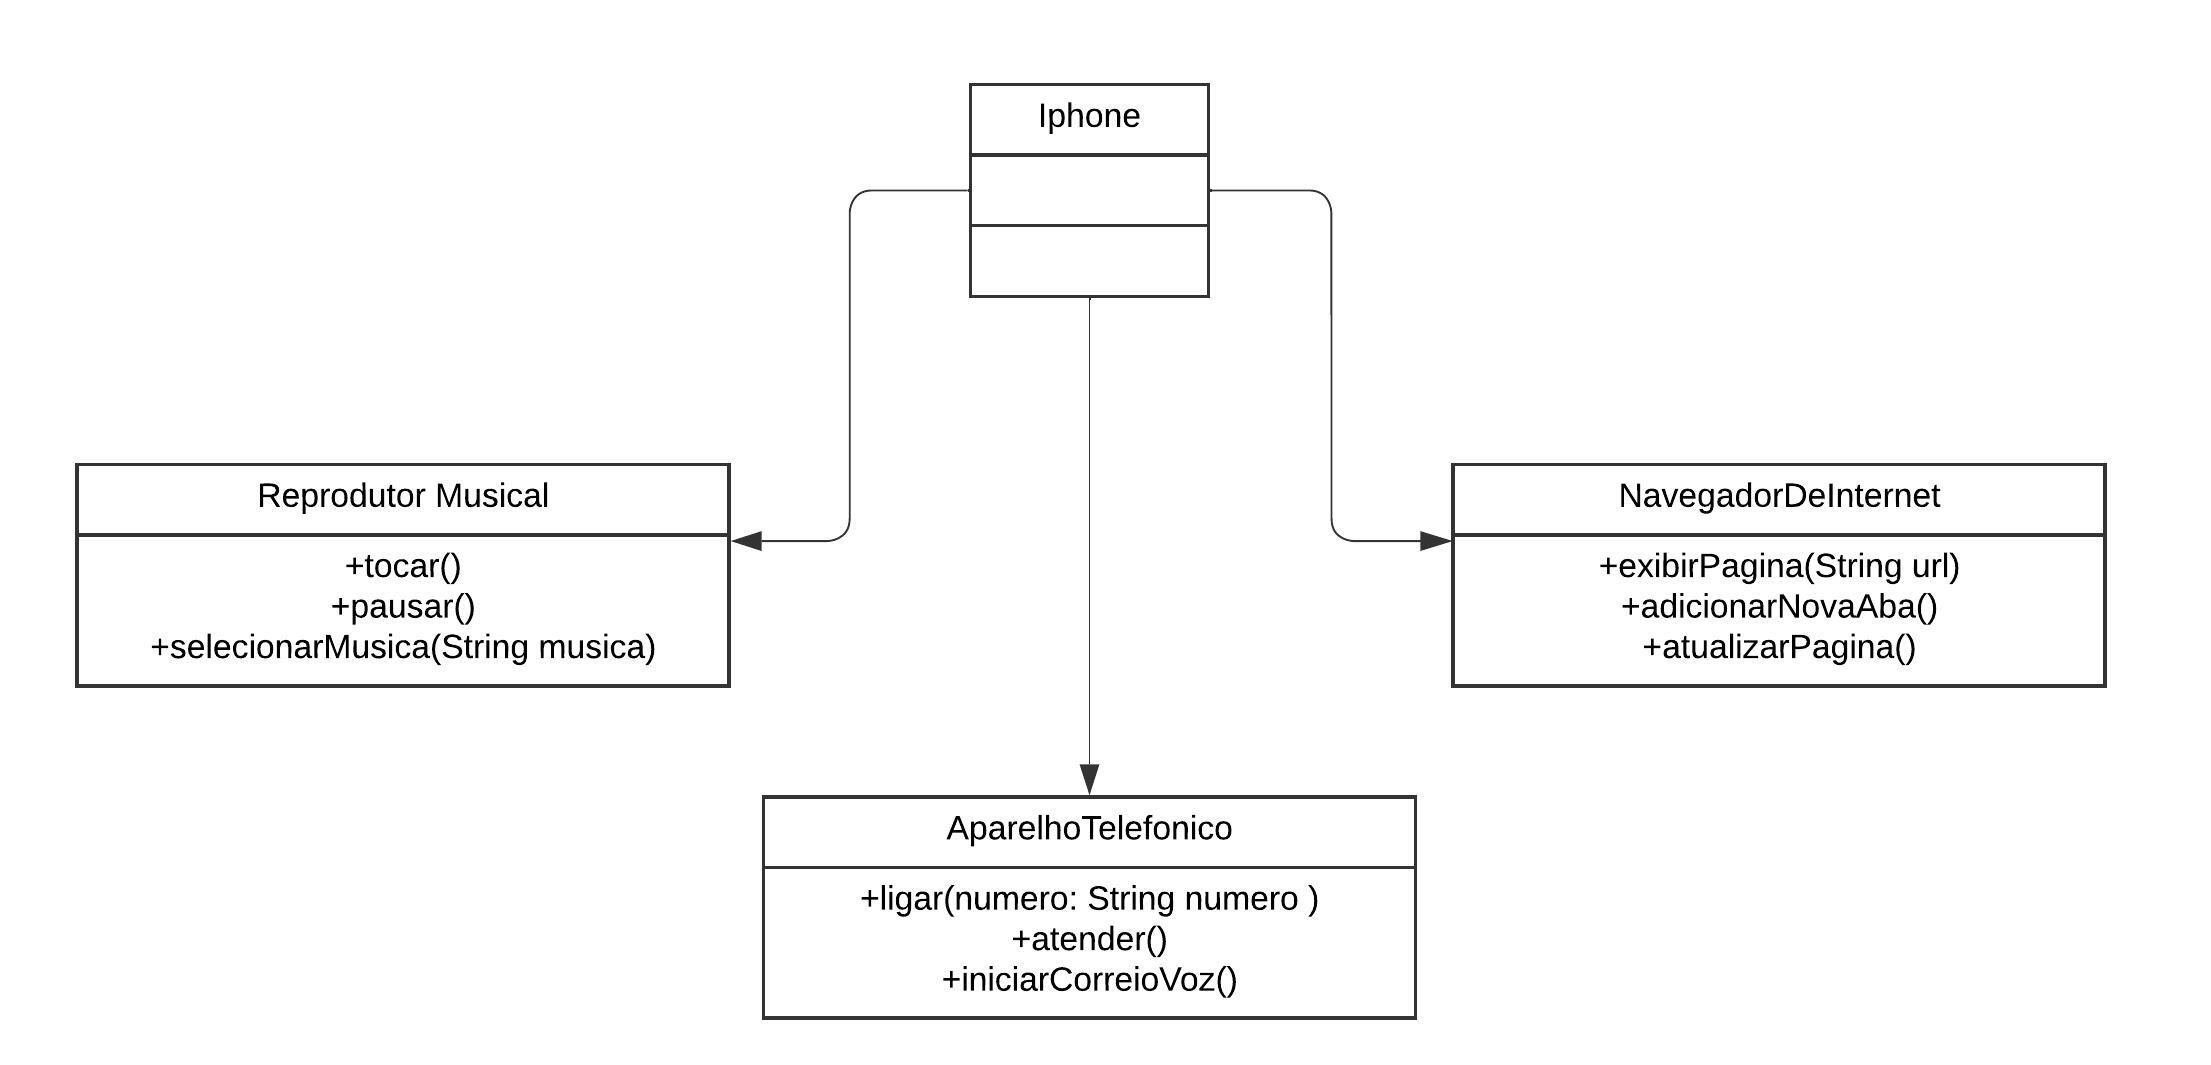 Iphone
Reprodutor Musical
+tocar()
+pausar()
+selecionarMusica(String musica)
NavegadorDeInternet
+exibirPagina(String url)
+adicionarNovaAba()
+atualizarPagina()
AparelhoTelefonico
+ligar(numero: String numero )
+atender()
+iniciarCorreioVoz()